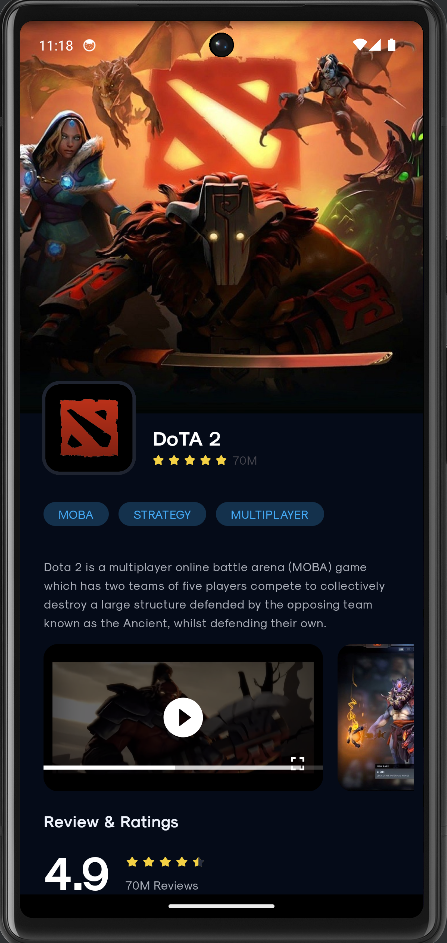 11:18
DoTA 2
70M
MOBA STRATEGY MULTIPLAYER
Dota 2 is a multiplayer online battle arena (MOBA) game
which has two teams of five players compete to collectively
destroy a large structure defended by the opposing team
known as the Ancient, whilst defending their own.
Review & Ratings
4.9
70M Reviews